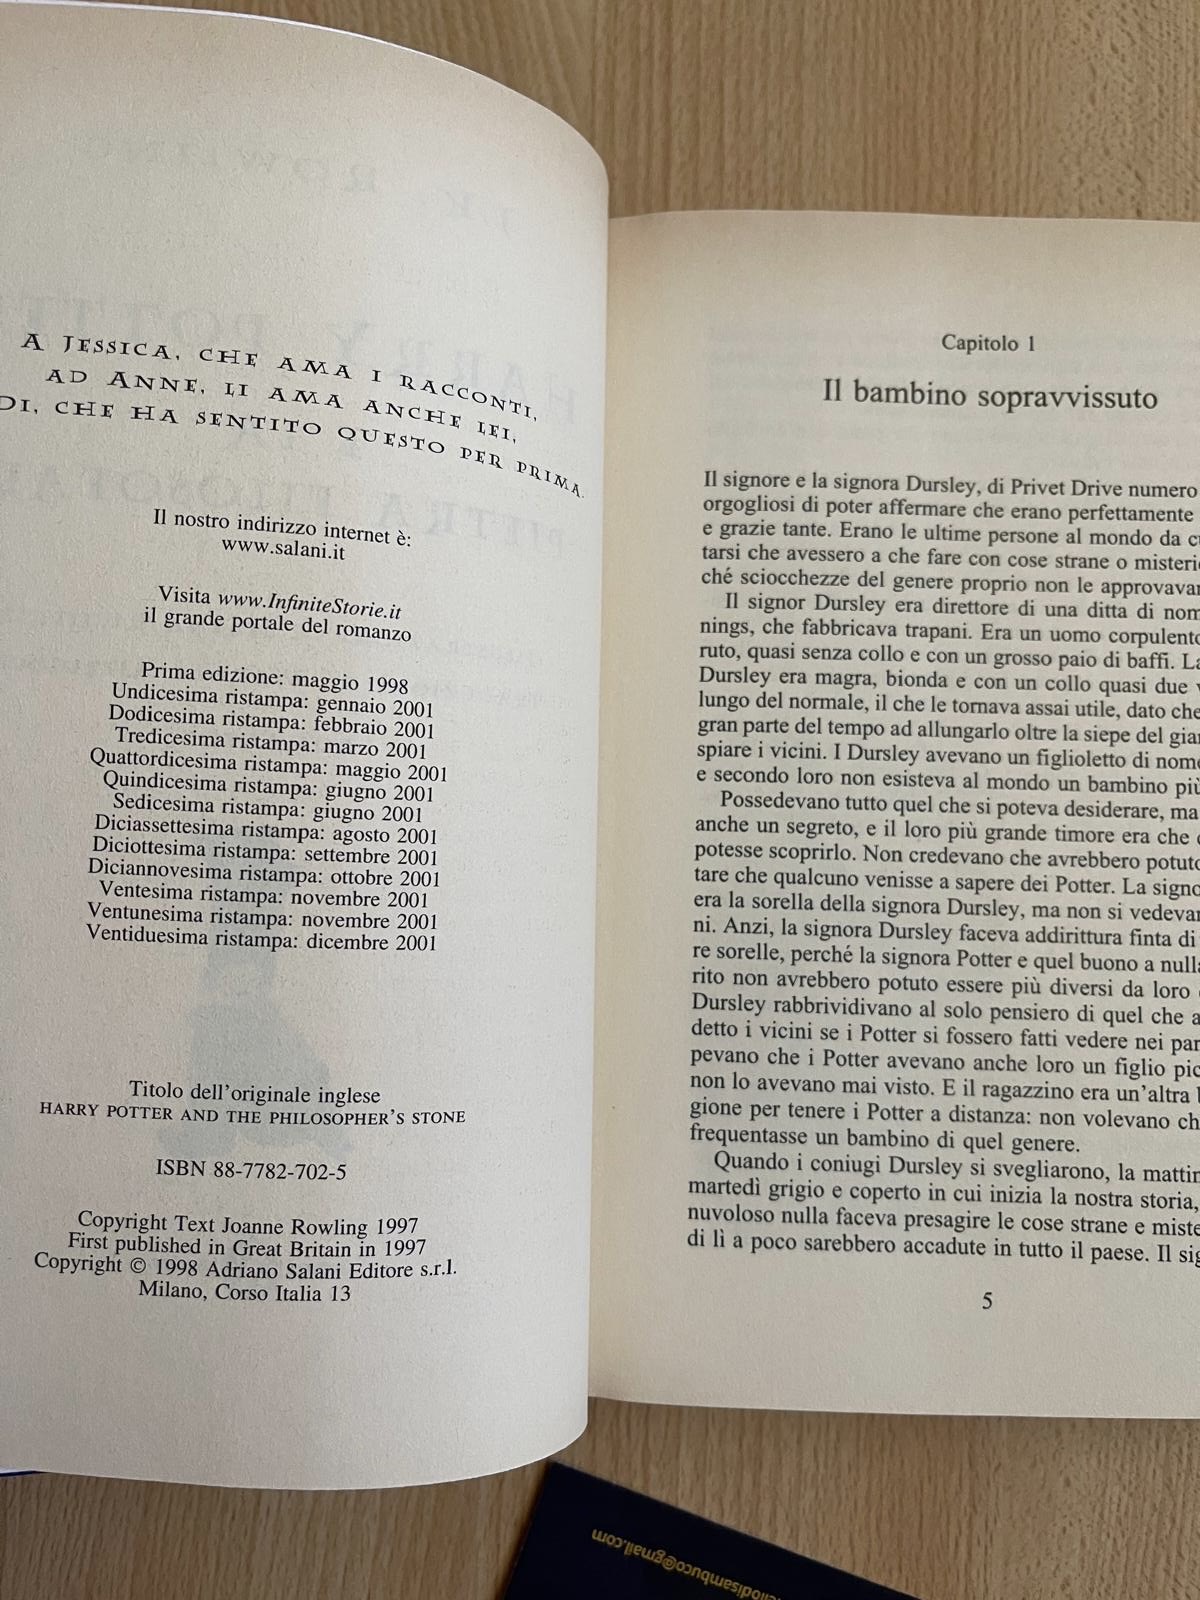 A JESSICA, CHE AMA I RACCONTI,
AD ANNE, LI AMA ANCHE LEI,
DI, CHE HA SENTITO QUESTO PER PRIMA.
Il nostro indirizzo internet è:
www.salani.it
Visita www.InfiniteStorie.it
il grande portale del romanzo
Prima edizione: maggio 1998
Undicesima ristampa: gennaio 2001
Dodicesima ristampa: febbraio 2001
Tredicesima ristampa: marzo 2001
Quattordicesima ristampa: maggio 2001
Quindicesima ristampa: giugno 2001
Sedicesima ristampa: giugno 2001
Diciassettesima ristampa: agosto 2001
Diciottesima ristampa: settembre 2001
Diciannovesima ristampa: ottobre 2001
Ventesima ristampa: novembre 2001
Ventunesima ristampa: novembre 2001
Ventiduesima ristampa: dicembre 2001
Titolo dell'originale inglese
HARRY POTTER AND THE PHILOSOPHER'S STONE
ISBN 88-7782-702-5
Copyright Text Joanne Rowling 1997
First published in Great Britain in 1997
Copyright © 1998 Adriano Salani Editore s.r.l.
Milano, Corso Italia 13
Capitolo 1
Il bambino sopravvissuto
Il signore e la signora Dursley, di Privet Drive numero
orgogliosi di poter affermare che erano perfettamente
e grazie tante. Erano le ultime persone al mondo da
tarsi che avessero a che fare con cose strane o
ché sciocchezze del genere proprio non le
Il signor Dursley era direttore di una ditta di
nings, che fabbricava trapani. Era un uomo corpulento
ruto, quasi senza collo e con un grosso paio di baffi. La
Dursley era magra, bionda e con un collo quasi due
lungo del normale, il che le tornava assai utile, dato che
gran parte del tempo ad allungarlo oltre la siepe del
spiare i vicini. I Dursley avevano un figlioletto di nome
e secondo loro non esisteva al mondo un bambino più
Possedevano tutto quel che si poteva desiderare, ma
anche un segreto, e il loro più grande timore era che
potesse scoprirlo. Non credevano che avrebbero potuto
tare che qualcuno venisse a sapere dei Potter. La
era la sorella della signora Dursley, ma non si
ni. Anzi, la signora Dursley faceva addirittura finta di
re sorelle, perché la signora Potter e quel buono a nulla
rito non avrebbero potuto essere più diversi da loro
Dursley rabbrividivano al solo pensiero di quel che
detto i vicini se i Potter si fossero fatti vedere nei
pevano che i Potter avevano anche loro un figlio
non lo avevano mai visto. E il ragazzino era un'altra
gione per tenere i Potter a distanza: non volevano
frequentasse un bambino di quel genere.
Quando i coniugi Dursley si svegliarono, la
martedì grigio e coperto in cui inizia la nostra storia,
nuvoloso nulla faceva presagire le cose strane e
di lì a poco sarebbero accadute in tutto il paese. Il
5
iodisambuco@gmail.com